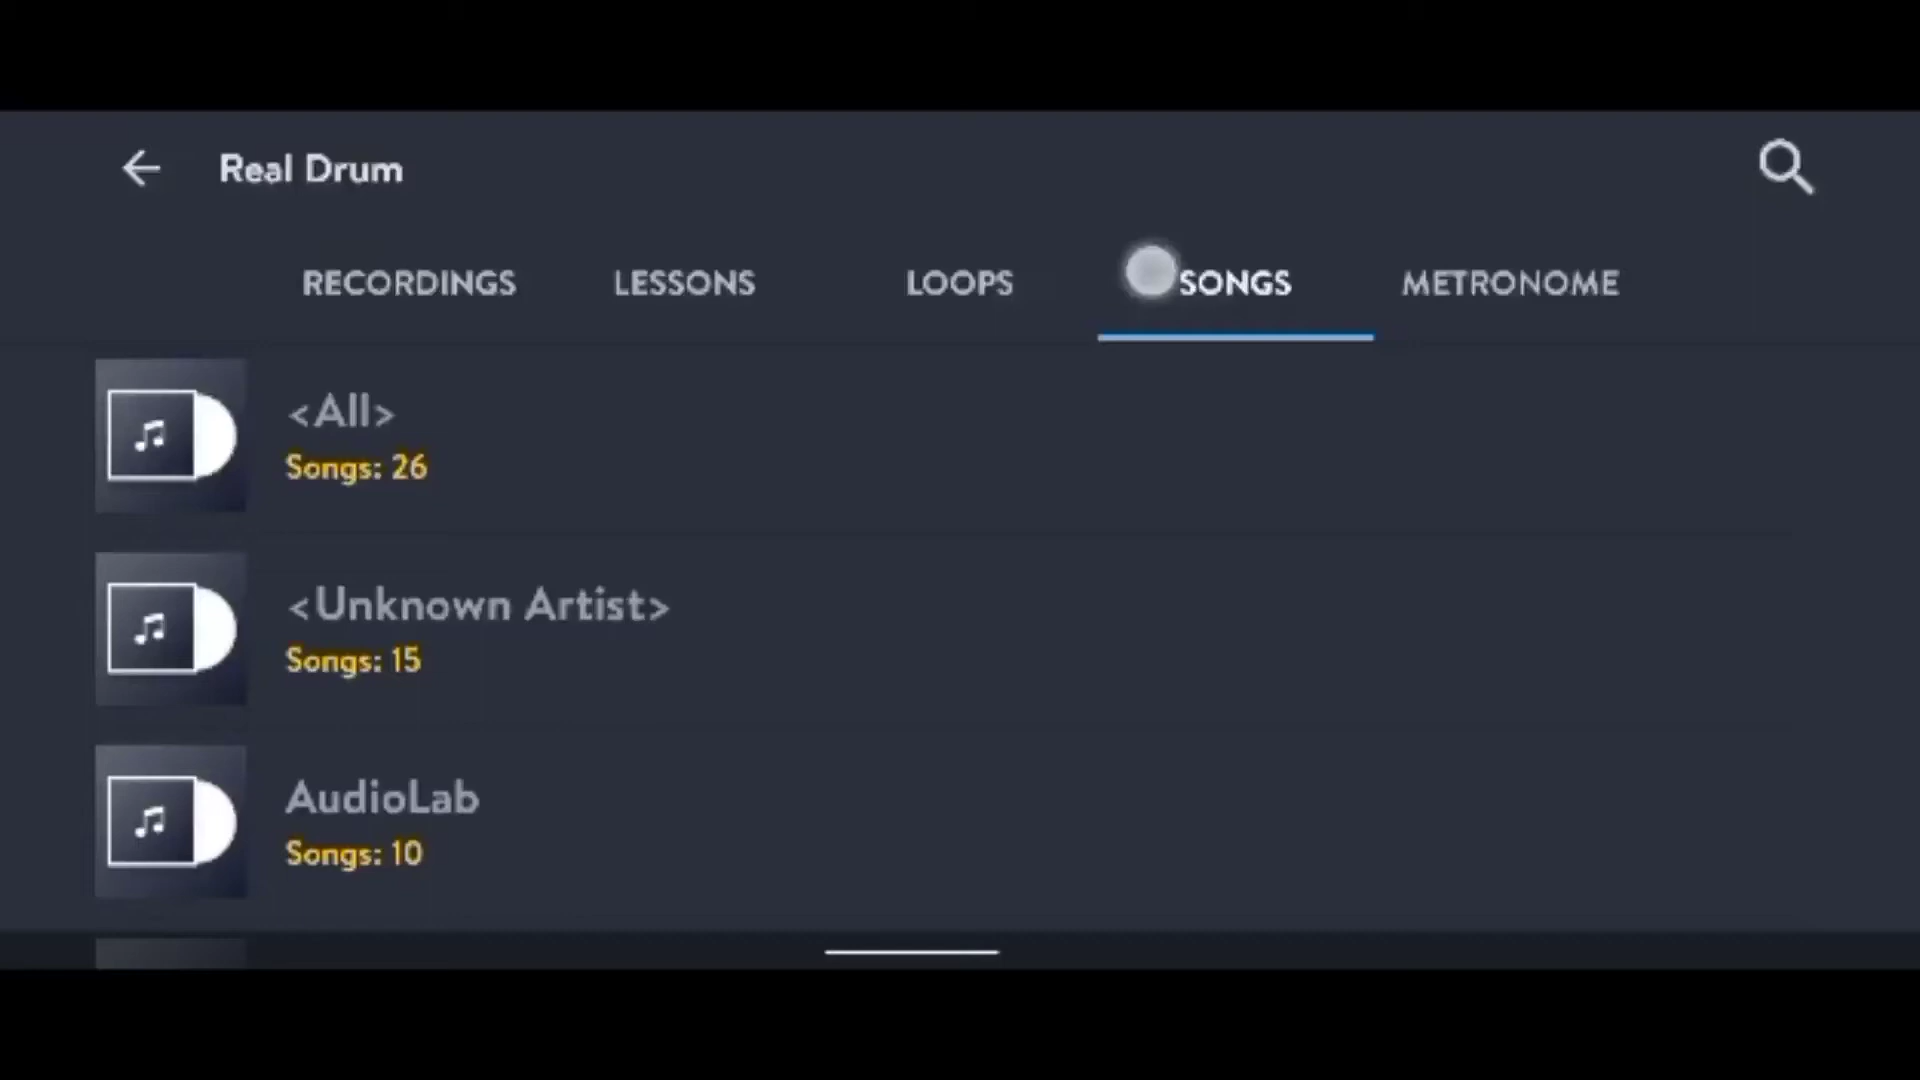 Real Drum
RECORDINGS LESSONS LOOPS SONGS METRONOME
<All>
Songs: 26
<Unknown Artist>
Songs: 15
AudioLab
Songs: 10